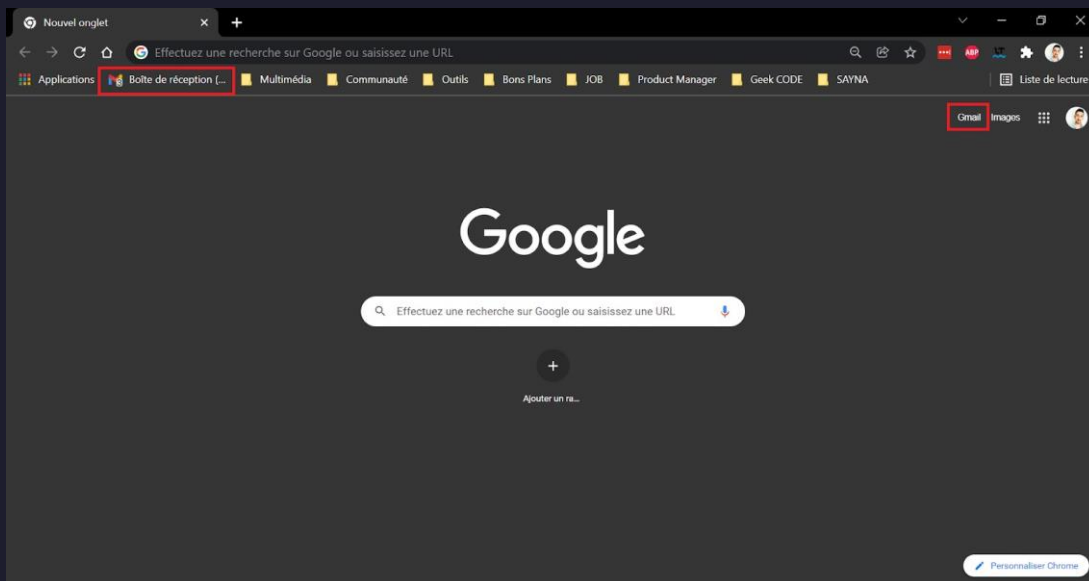 Nouvel onglet
Effectuez une recherche sur Google ou saisissez une URL
ABP
Applications Boîte de réception (... Multimédia Communauté Outils Bons Plans JOB Product Manager Geek CODE SAYNA Liste de lecture
Gmail Images
Google
Effectuez une recherche sur Google ou saisissez une URL
Ajouter un ra...
Personnaliser Chrome